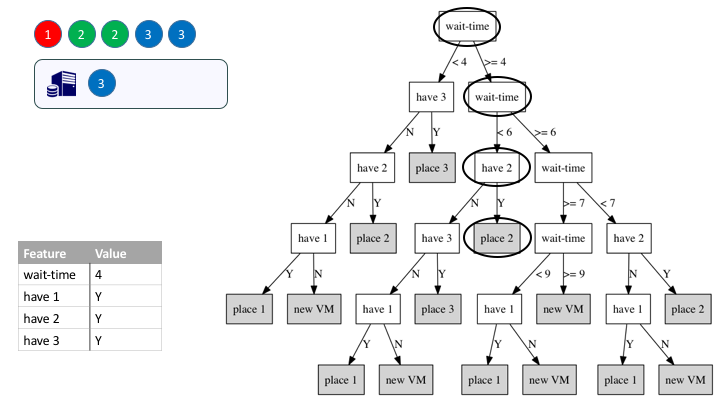 1 2 2 3 3
3
Feature Value
wait-time 4
have 1 Y
have 2 Y
have 3 Y
wait-time
< 4 >= 4
have 3 wait-time
N Y < 6 >= 6
have 2 place 3 have 2 wait-time
N Y N Y >= 7 < 7
have 1 place 2 have 3 place 2 wait-time have 2
Y N N Y < 9 >= 9 N Y
place 1 new VM have 1 place 3 have 1 new VM have 1 place 2
Y N Y N Y N
place 1 new VM place 1 new VM place 1 new VM